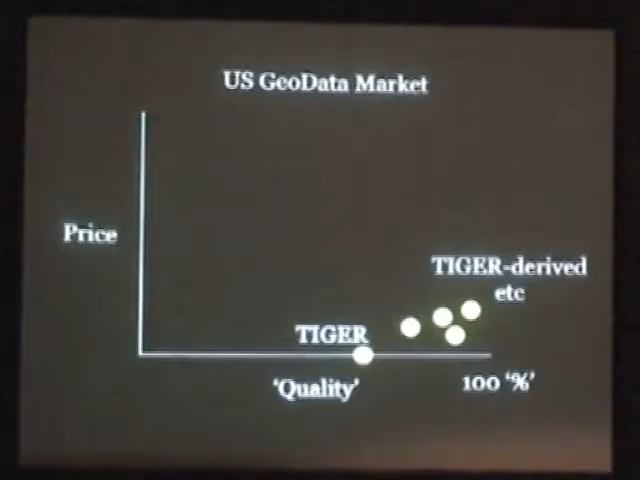 US GeoData Market
Price
TIGER-derived
etc
TIGER
'Quality'
100 '%'